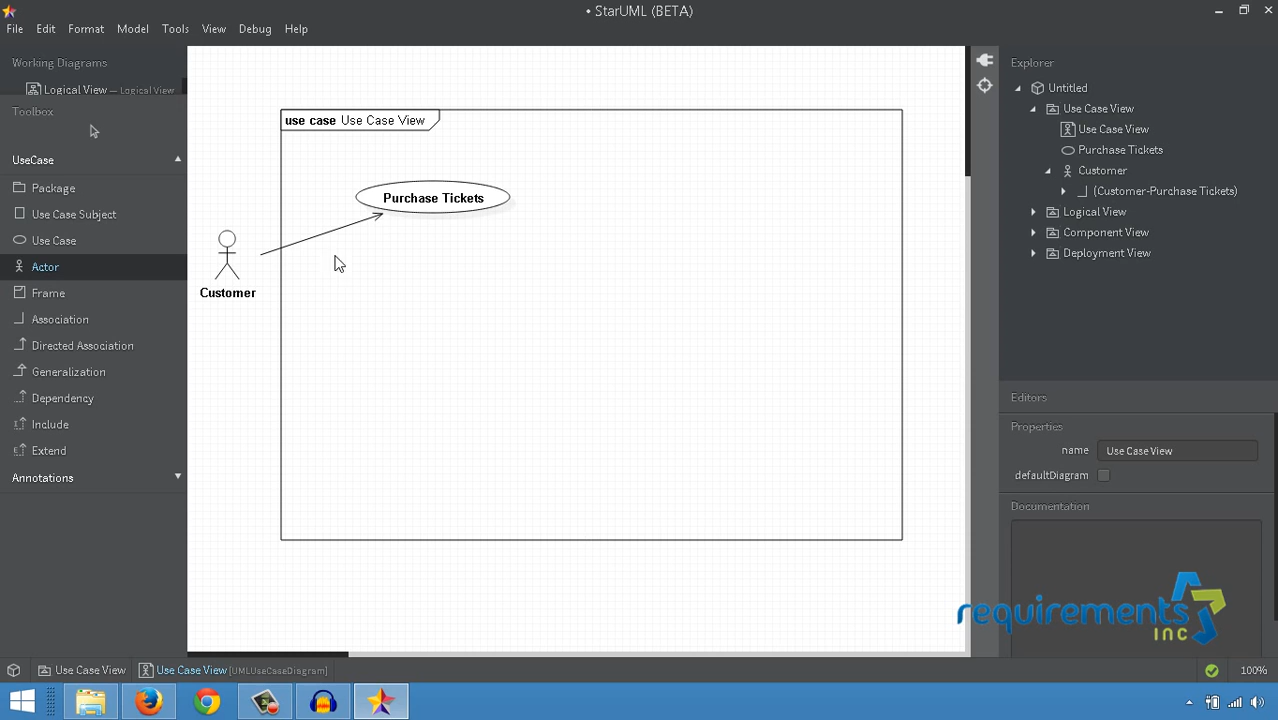 • StarUML (BETA)
File Edit Format Model Tools View Debug Help
Working Diagrams
Logical View — Logical View
Toolbox
UseCase
Package
Use Case Subject
Use Case
Actor
Frame
Association
Directed Association
Generalization
Dependency
Include
Extend
Annotations
use case Use Case View
Purchase Tickets
Customer
Explorer
Untitled
Use Case View
Use Case View
Purchase Tickets
Customer
(Customer-Purchase Tickets)
Logical View
Component View
Deployment View
Editors
Properties
name Use Case View
defaultDiagram
Documentation
requirements
INC
Use Case View Use Case View [UMLUseCaseDiagram] 100%